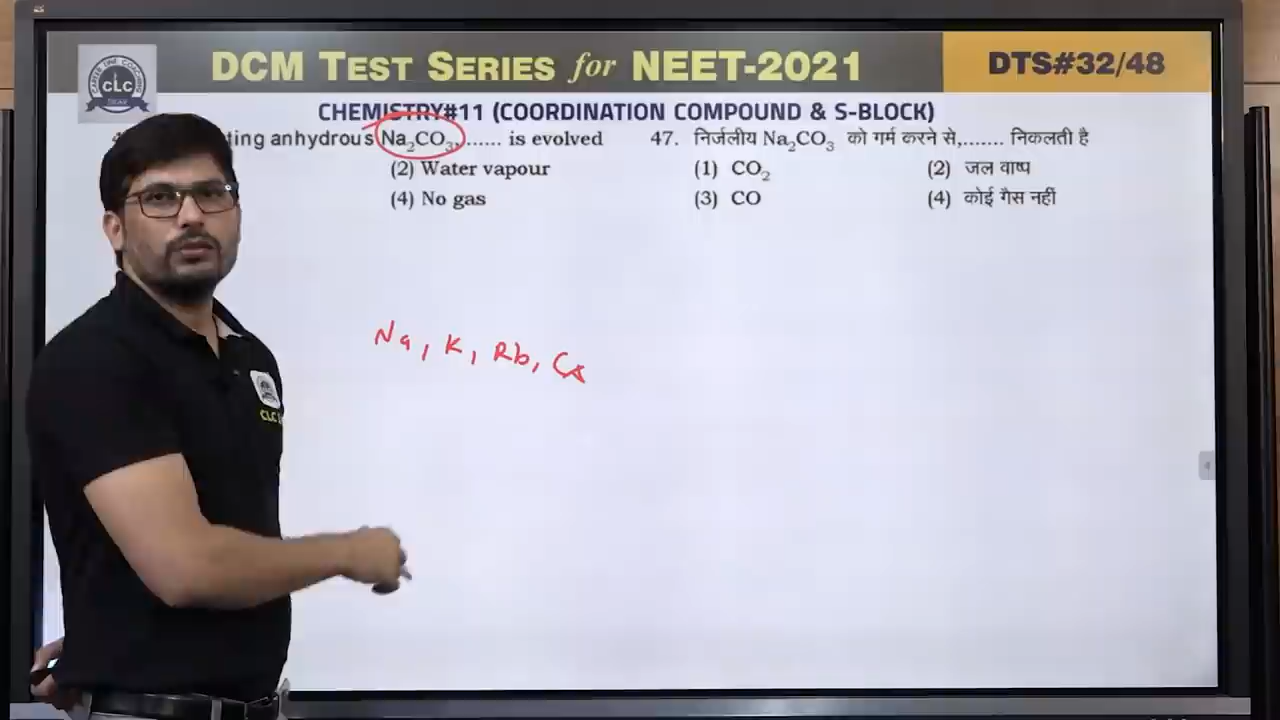 DCM TEST SERIES for NEET-2021
DTS#32/48
CLC
CHEMISTRY#11 (COORDINATION COMPOUND & S-BLOCK)
ting anhydrous Na₂CO₃,...... is evolved
(2) Water vapour
(4) No gas
47. निर्जलीय Na₂CO₃ को गर्म करने से,....... निकलती है
(1) CO₂ (2) जल वाष्प
(3) CO (4) कोई गैस नहीं
Na, K, Rb, Cs
CLC